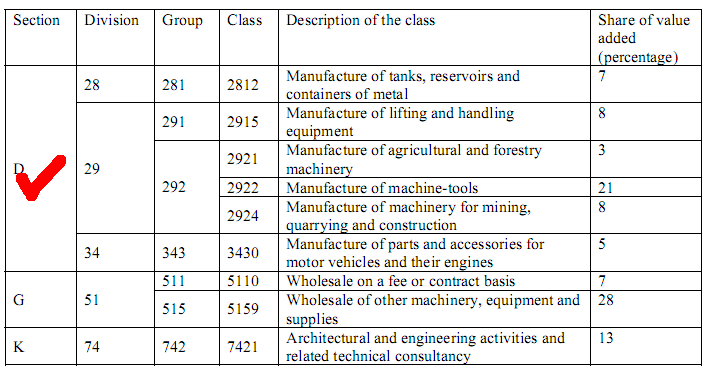 Section Division Group Class Description of the class Share of value
added
(percentage)
D 28 281 2812 Manufacture of tanks, reservoirs and
containers of metal 7
29 291 2915 Manufacture of lifting and handling
equipment 8
292 2921 Manufacture of agricultural and forestry
machinery 3
2922 Manufacture of machine-tools 21
2924 Manufacture of machinery for mining,
quarrying and construction 8
34 343 3430 Manufacture of parts and accessories for
motor vehicles and their engines 5
G 51 511 5110 Wholesale on a fee or contract basis 7
515 5159 Wholesale of other machinery, equipment and
supplies 28
K 74 742 7421 Architectural and engineering activities and
related technical consultancy 13